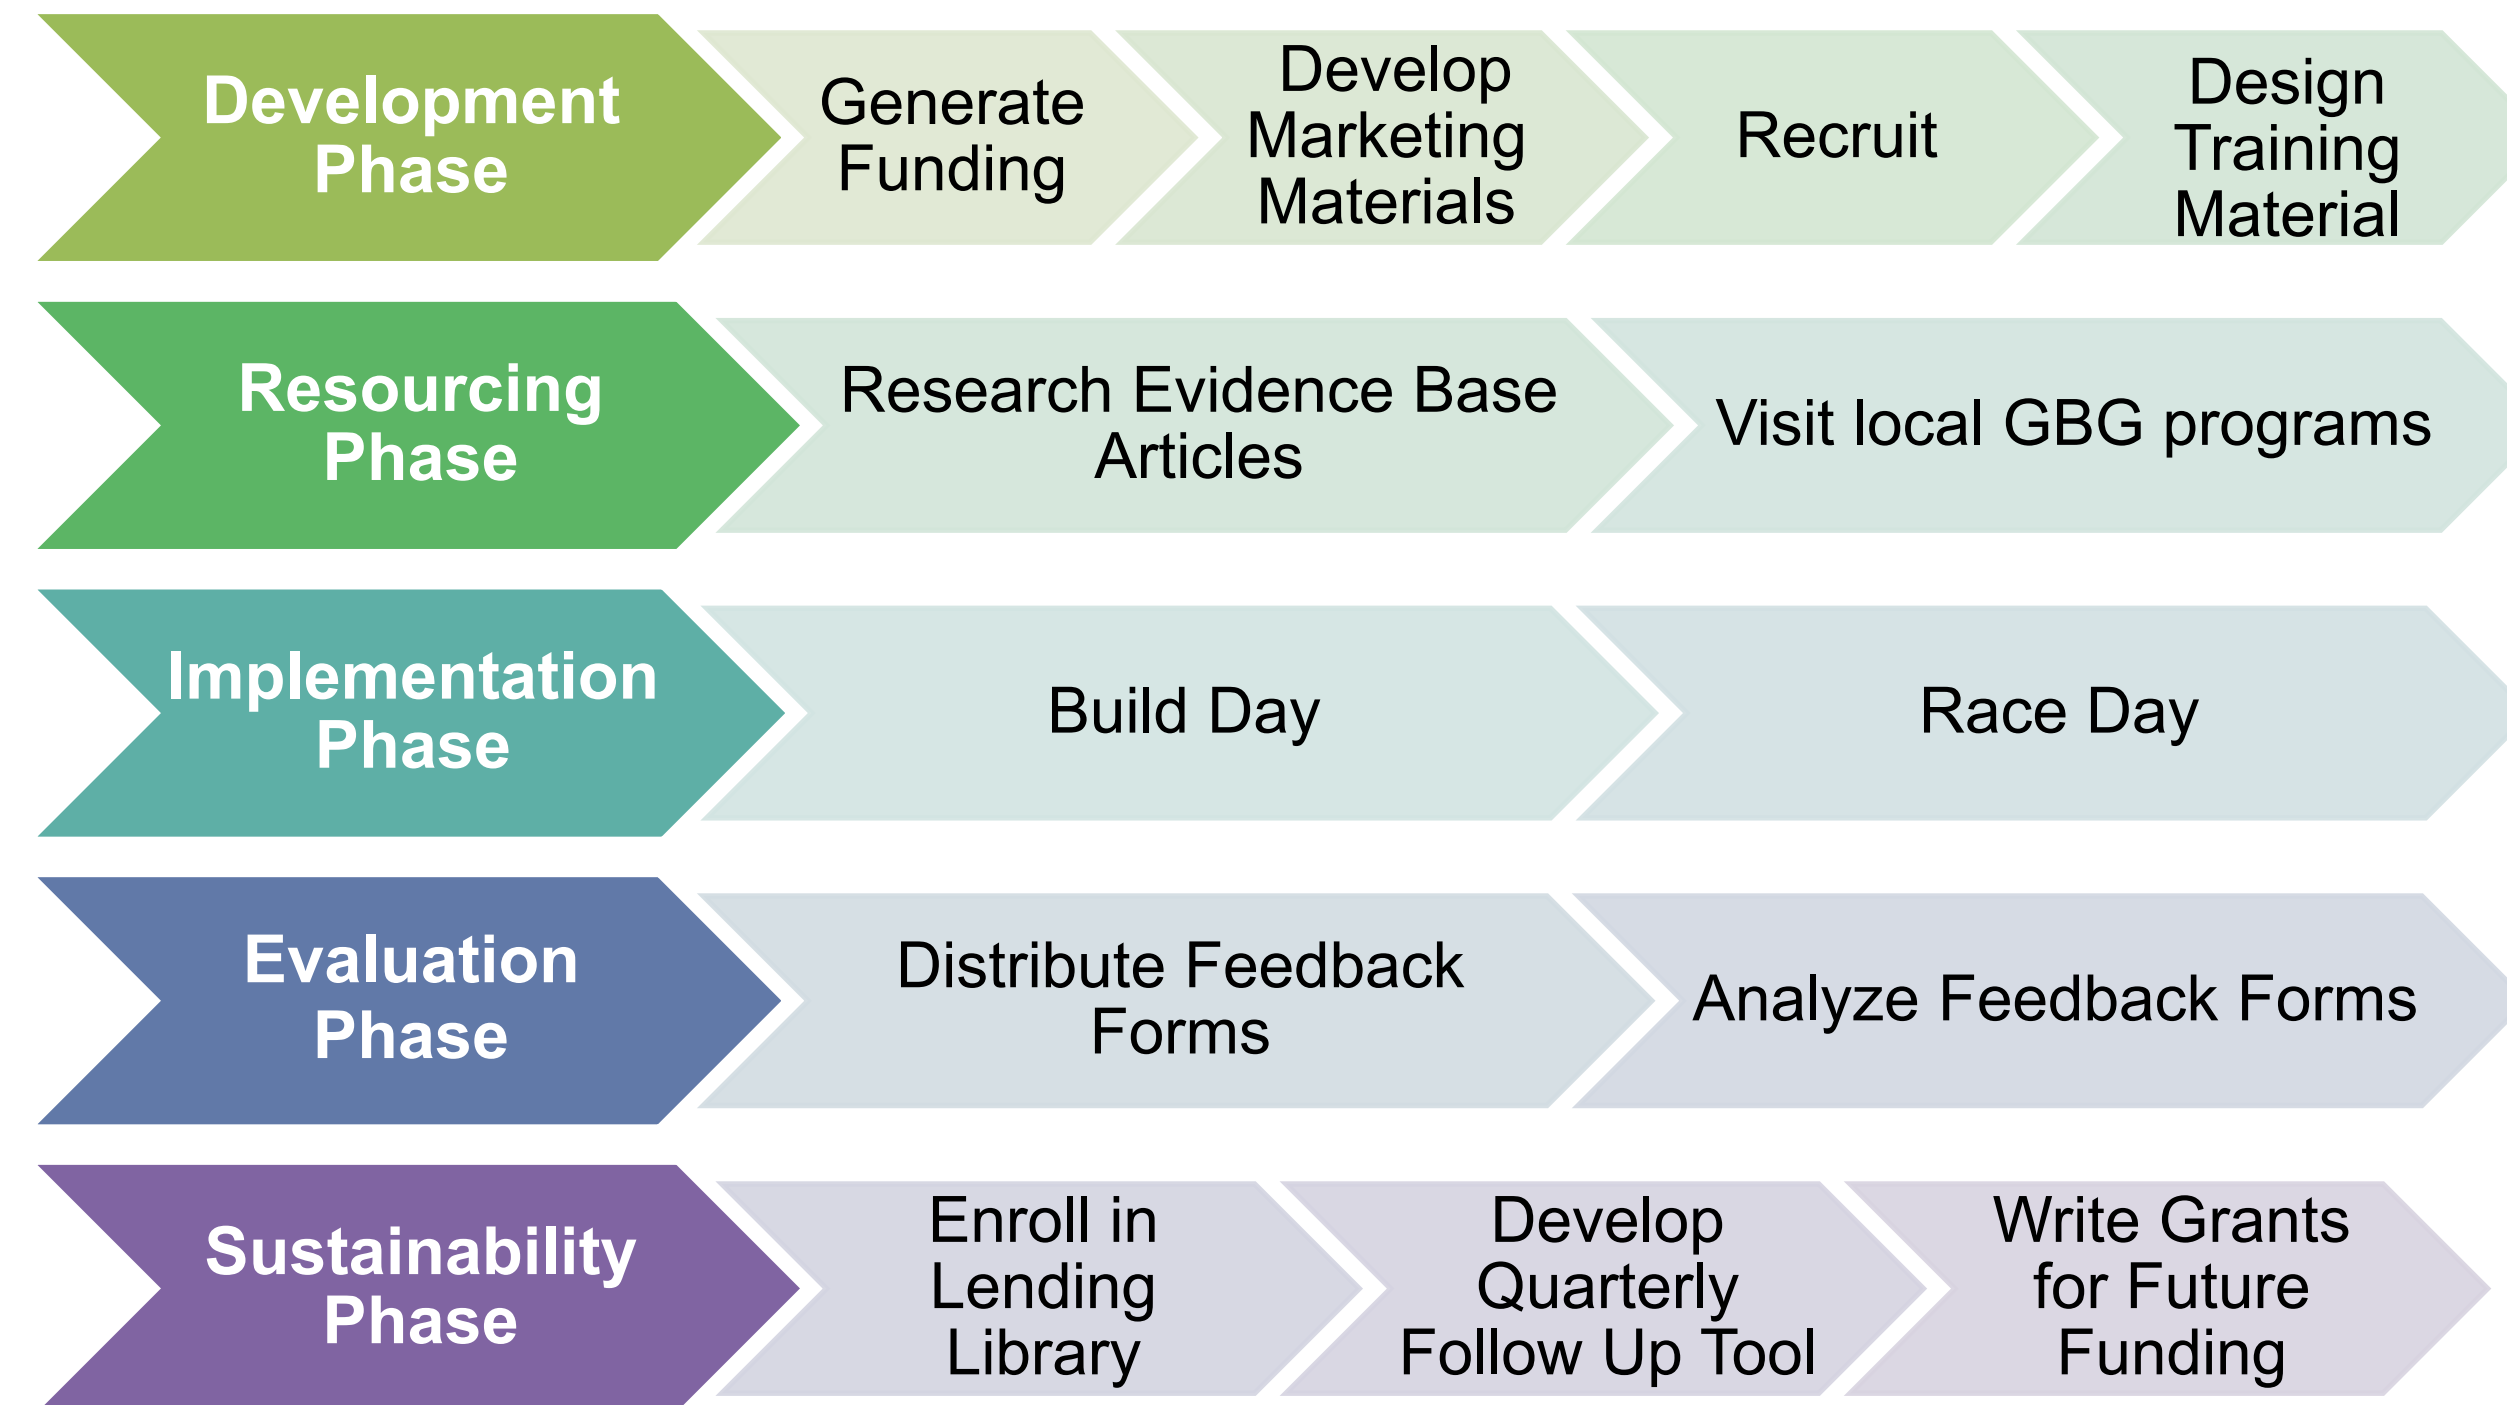 Development
Phase
Generate
Funding
Develop
Marketing
Materials
Recruit
Design
Training
Material
Resourcing
Phase
Research Evidence Base
Articles
Visit local GBG programs
Implementation
Phase
Build Day
Race Day
Evaluation
Phase
Distribute Feedback
Forms
Analyze Feedback Forms
Sustainability
Phase
Enroll in
Lending
Library
Develop
Quarterly
Follow Up Tool
Write Grants
for Future
Funding